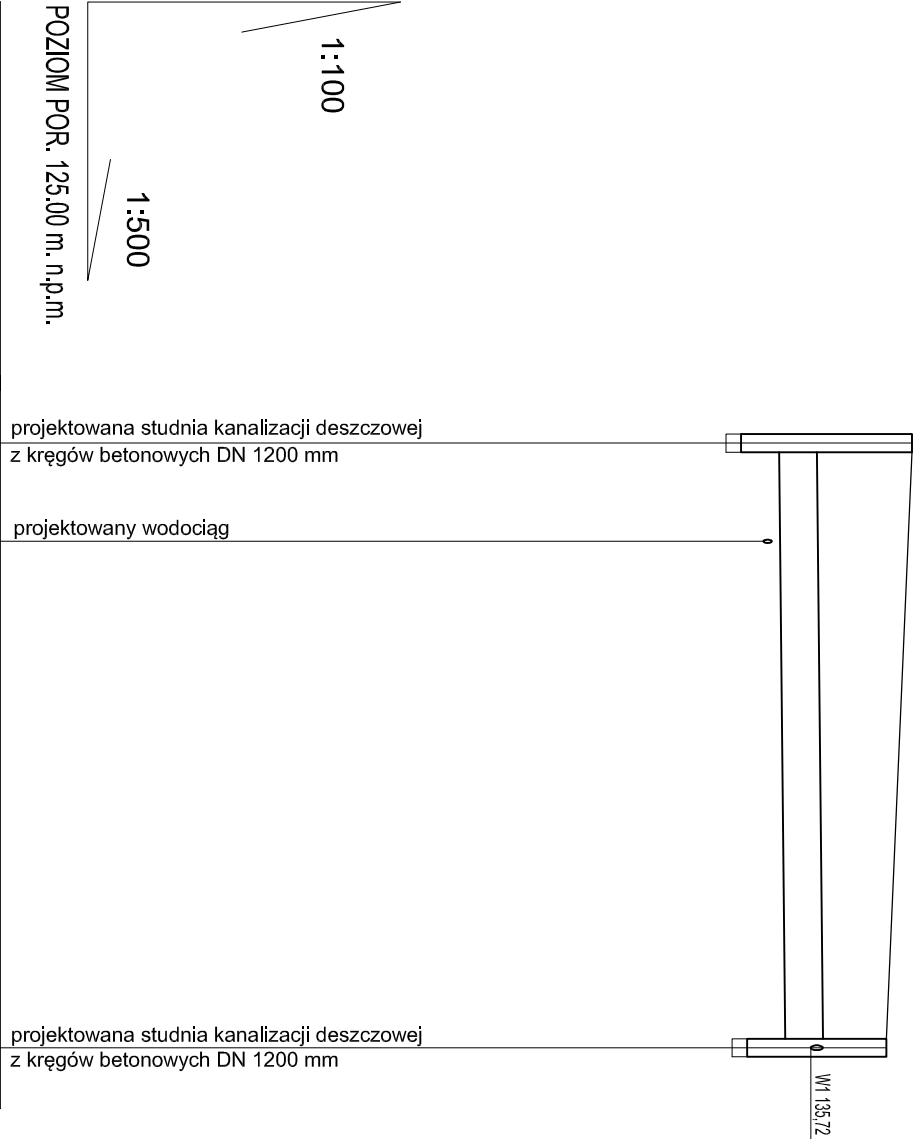 1:100
1:500
POZIOM POR. 125.00 m. n.p.m.
projektowana studnia kanalizacji deszczowej
z kręgów betonowych DN 1200 mm
projektowany wodociąg
projektowana studnia kanalizacji deszczowej
z kręgów betonowych DN 1200 mm
W1 135,72